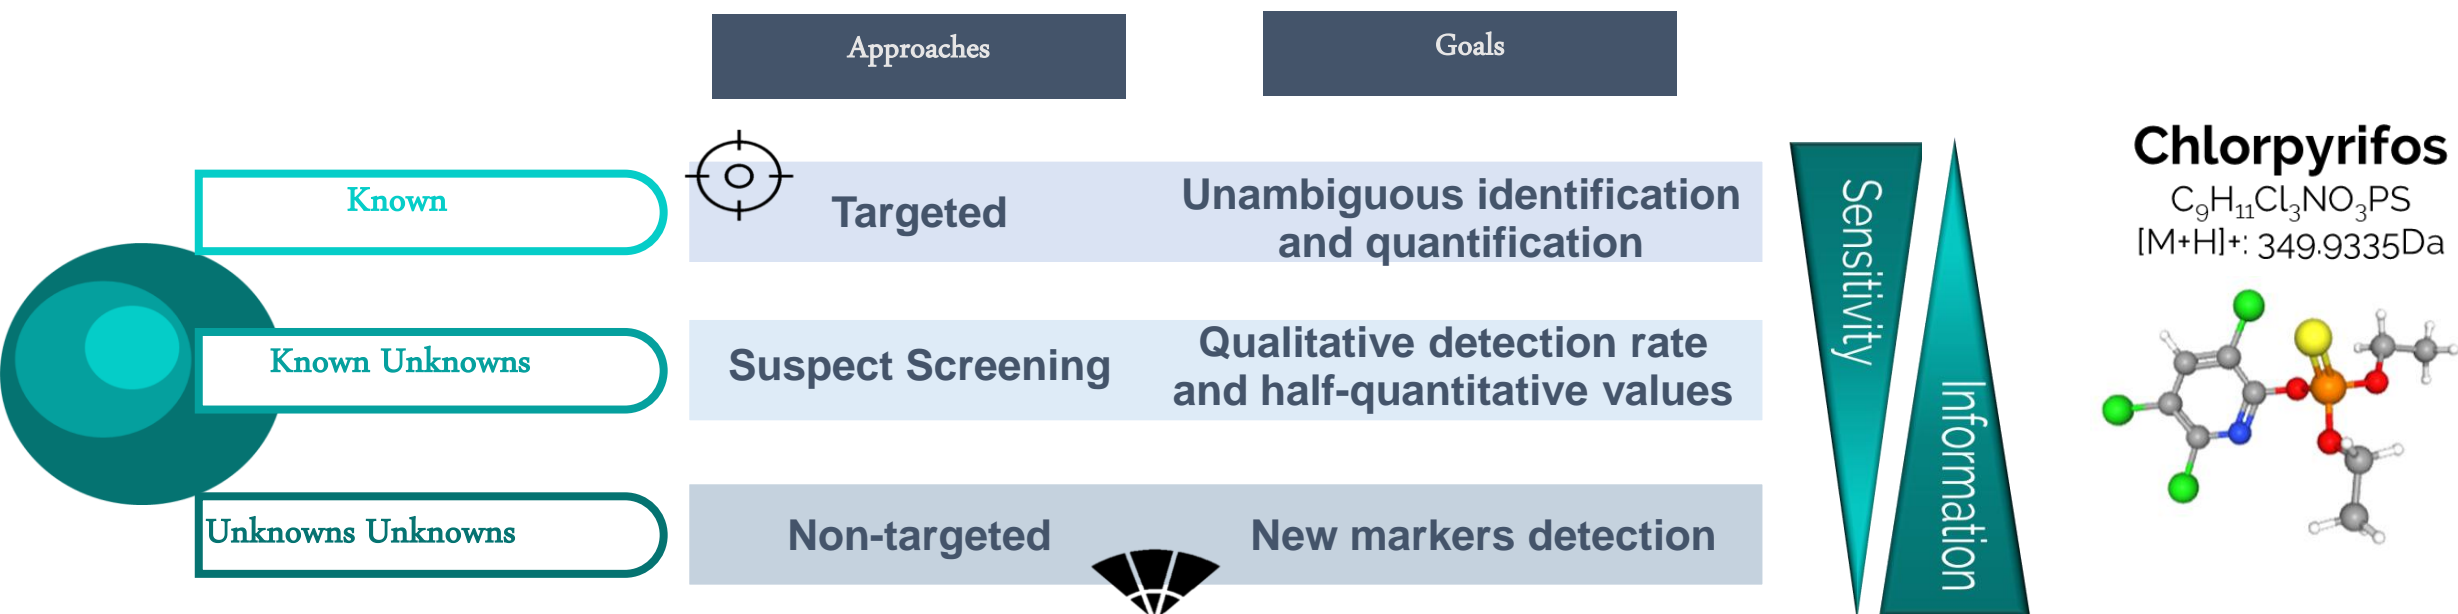 Approaches
Goals
Known
Targeted
Unambiguous identification
and quantification
Known Unknowns
Suspect Screening
Qualitative detection rate
and half-quantitative values
Unknowns Unknowns
Non-targeted
New markers detection
Sensitivity
Information
Chlorpyrifos
C₉H₁₁Cl₃NO₃PS
[M+H]+: 349.9335Da